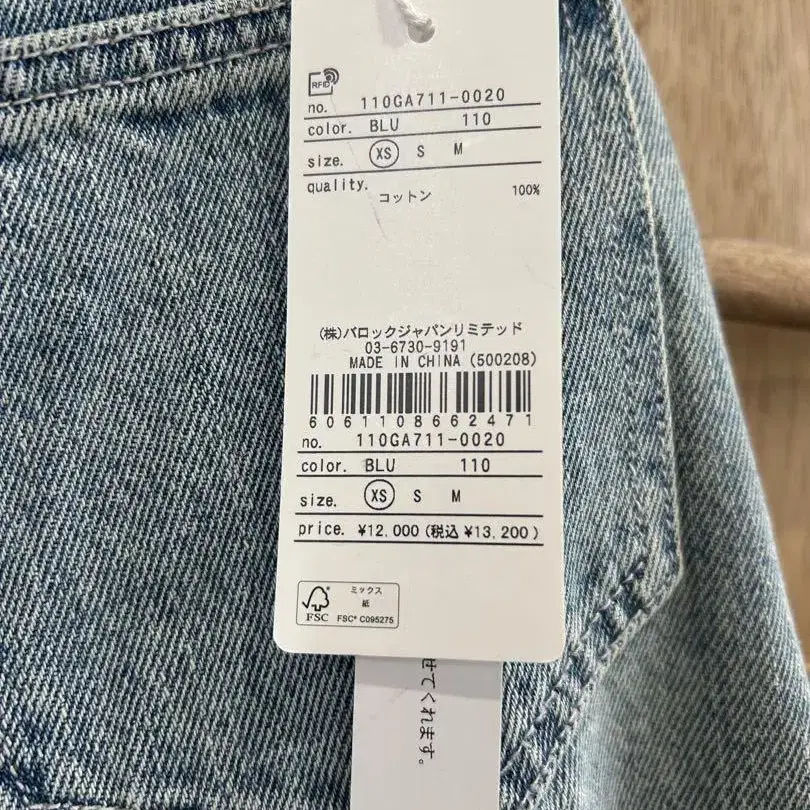 RFID
no. 110GA711-0020
color. BLU 110
size. XS S M
quality. コットン 100%
(株)バロックジャパンリミテッド
03-6730-9191
MADE IN CHINA (500208)
6061108662471
no. 110GA711-0020
color. BLU 110
size. XS S M
price. ¥12,000 (税込 ¥13,200)
ミックス
紙
FSC
FSC® C095275
せてくれます。